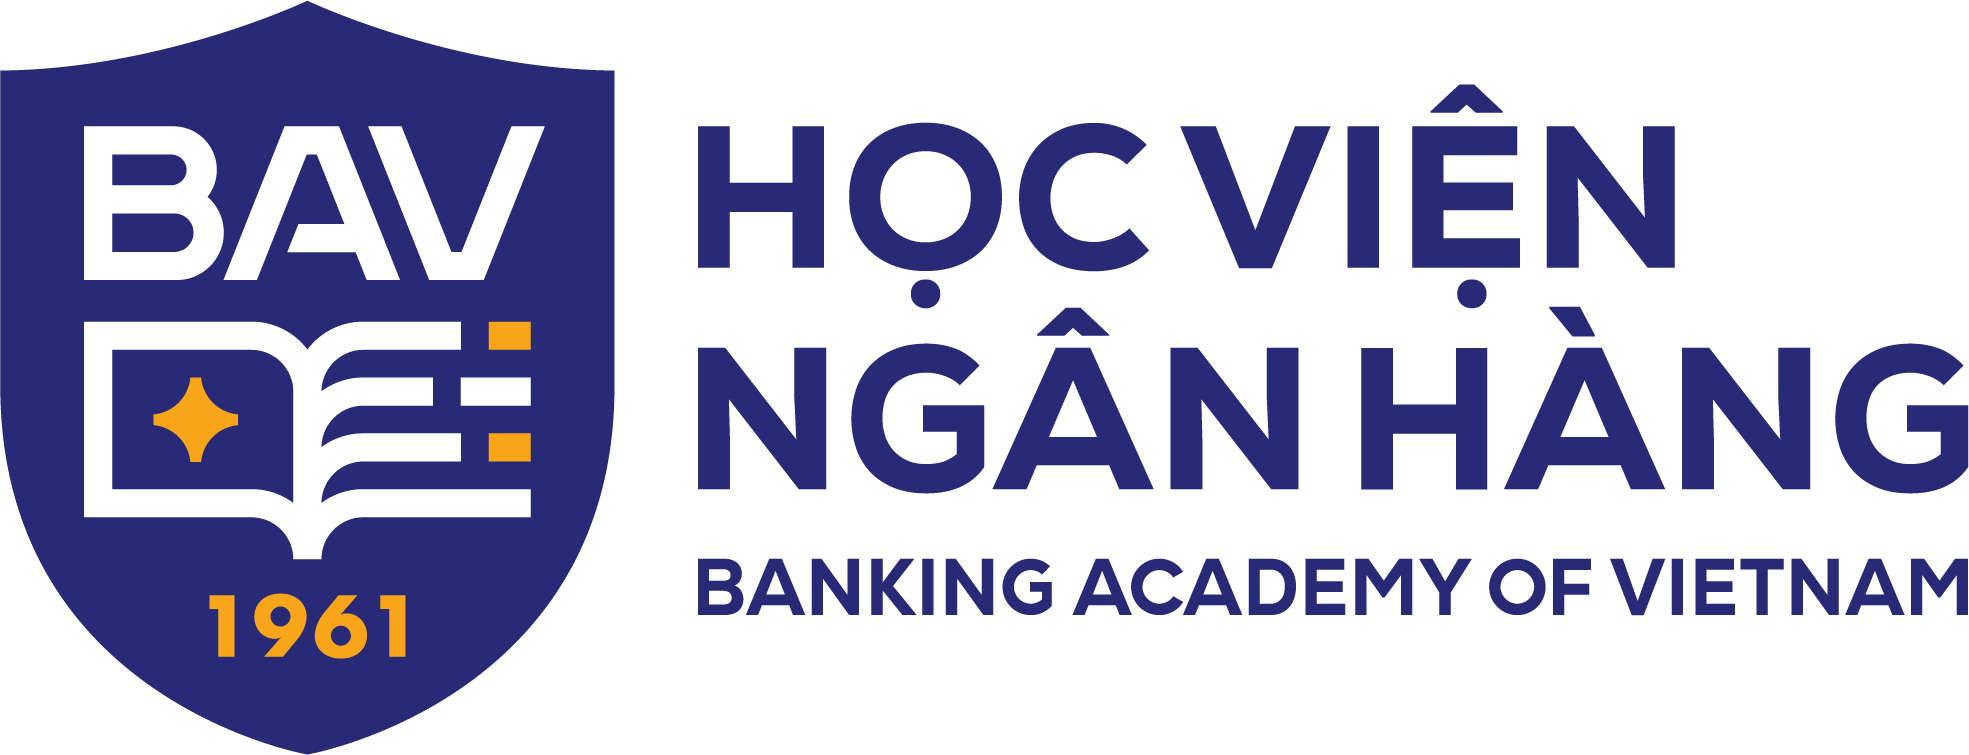 BAV
1961
HỌC VIỆN
NGÂN HÀNG
BANKING ACADEMY OF VIETNAM